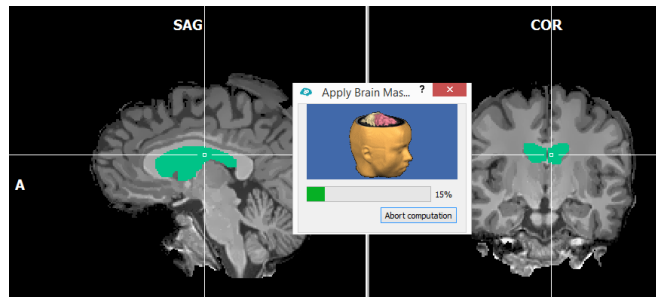 SAG
COR
Apply Brain Mas... ?
A
15%
Abort computation